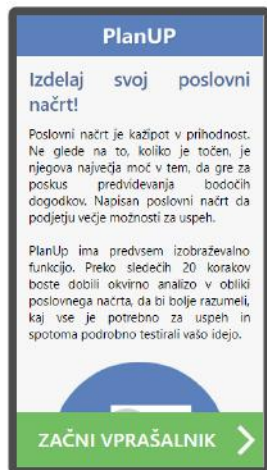 PlanUP
Izdelaj svoj poslovni
načrt!
Poslovni načrt je kažipot v prihodnost.
Ne glede na to, koliko je točen, je
njegova največja moč v tem, da gre za
poskus predvidevanja bodočih
dogodkov. Napisan poslovni načrt da
podjetju večje možnosti za uspeh.
PlanUp ima predvsem izobraževalno
funkcijo. Preko sledečih 20 korakov
boste dobili okvirno analizo v obliki
poslovnega načrta, da bi bolje razumeli,
kaj vse je potrebno za uspeh in
spotoma podrobno testirali vašo idejo.
ZAČNI VPRAŠALNIK